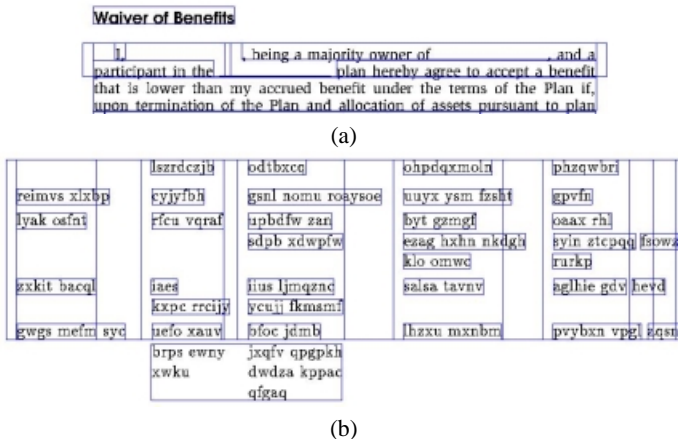 Waiver of Benefits
I, , being a majority owner of , and a
participant in the plan hereby agree to accept a benefit
that is lower than my accrued benefit under the terms of the Plan if,
upon termination of the Plan and allocation of assets pursuant to plan
(a)
lszrdczjb odtbxcq ohpdqxmoln phzqwbri
reimvs xlxbp cyjyfbh gsnl nomu roaysoe uuyx ysm fzsht gpvfn
lyak osfnt rfcu vqraf upbdfw zan byt gzmgf oaax rhl
sdpb xdwpfw ezag hxhn nkdgh syin ztcpqq fsowz
klo omwc rurkp
zxkit bacql iaes iius ljmqznc salsa tavnv aglhie gdv hevd
kxpc rrcijy ycujj fkmsmf
gwgs mefm syc uefo xauv bfoc jdmb lhzxu mxnbm pvybxn vpgl aqsn
brps ewny jxqfv qpgpkh
xwku dwdza kppac
qfgaq
(b)